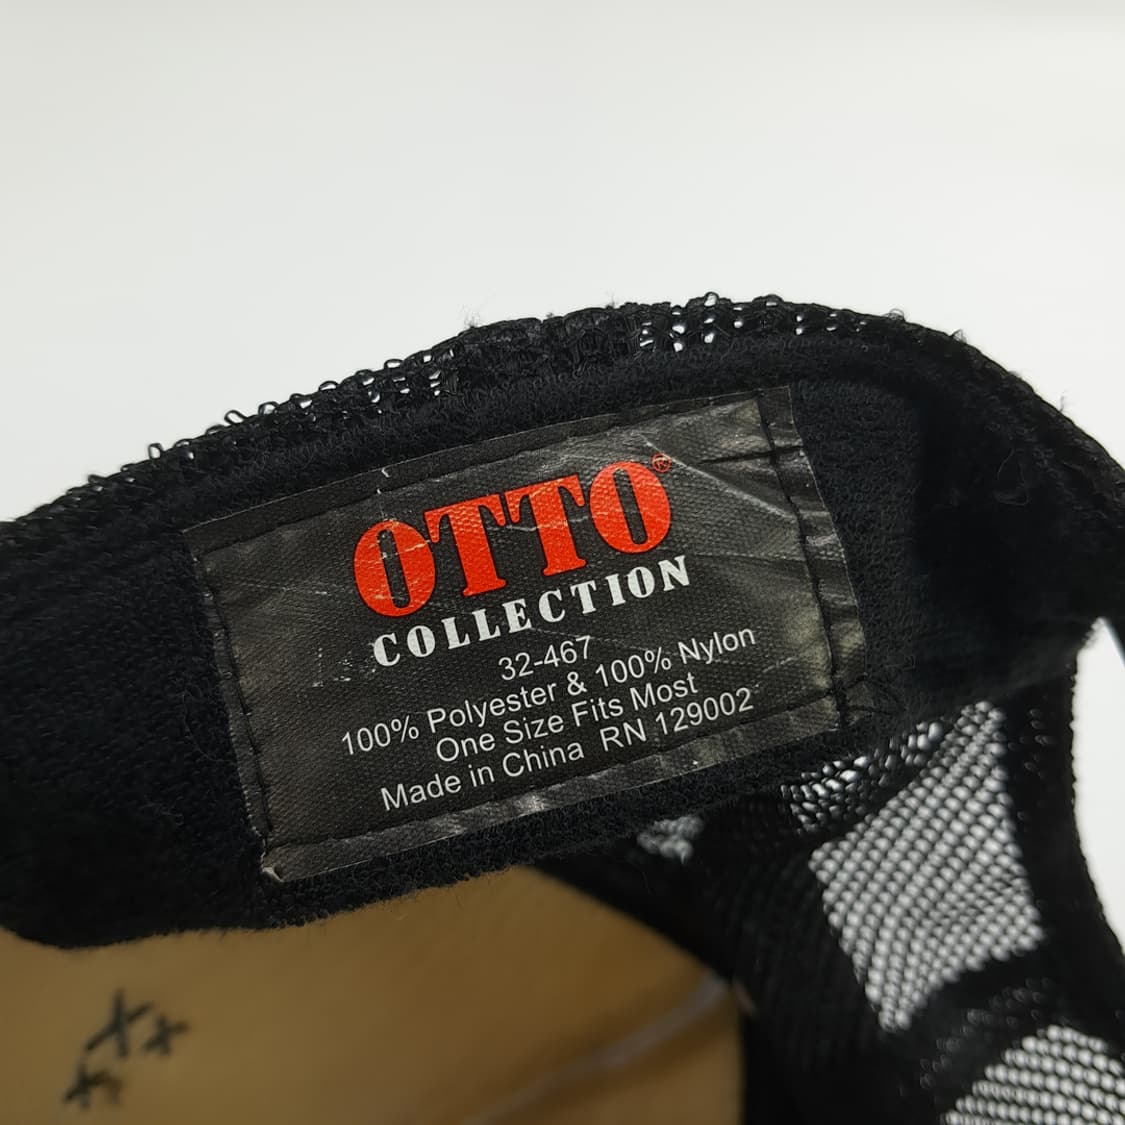 OTTO®
COLLECTION
32-467
100% Polyester & 100% Nylon
One Size Fits Most
Made in China RN 129002